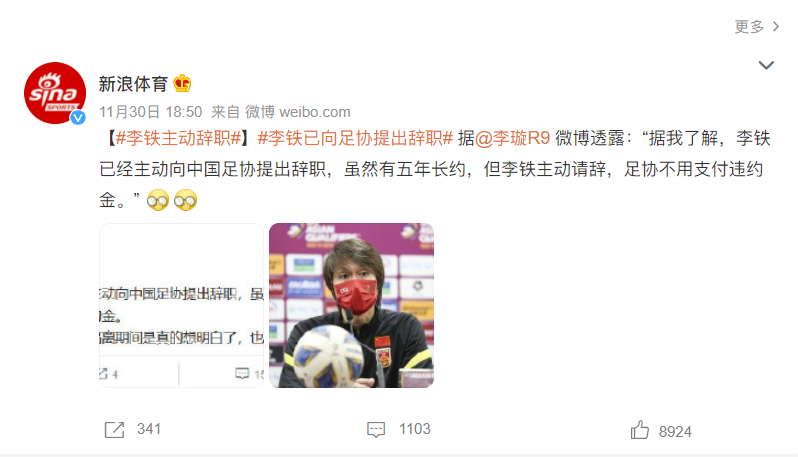 更多
新浪体育
11月30日 18:50 来自 微博 weibo.com
【#李铁主动辞职#】#李铁已向足协提出辞职# 据@李璇R9 微博透露：“据我了解，李铁
已经主动向中国足协提出辞职，虽然有五年长约，但李铁主动请辞，足协不用支付违约
金。”
sina
SPORTS
主动向中国足协提出辞职，虽
金。
离期间是真的想明白了，也
4
15
ASIAN
QUALIFIERS
molten
341
1103
8924